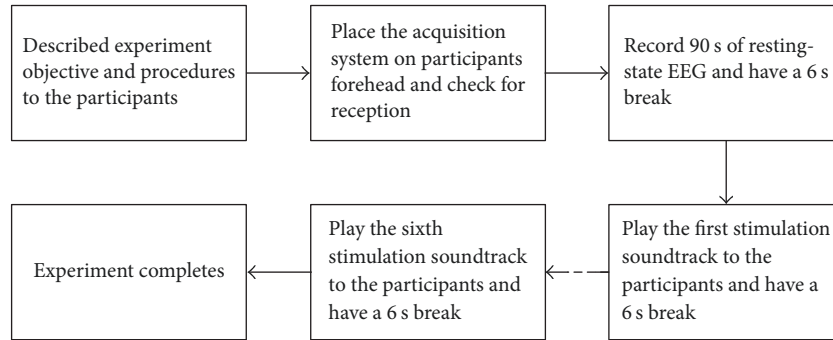 Described experiment
objective and procedures
to the participants
Place the acquisition
system on participants
forehead and check for
reception
Record 90 s of resting-
state EEG and have a 6 s
break
Play the first stimulation
soundtrack to the
participants and have a
6 s break
Play the sixth
stimulation soundtrack
to the participants and
have a 6 s break
Experiment completes